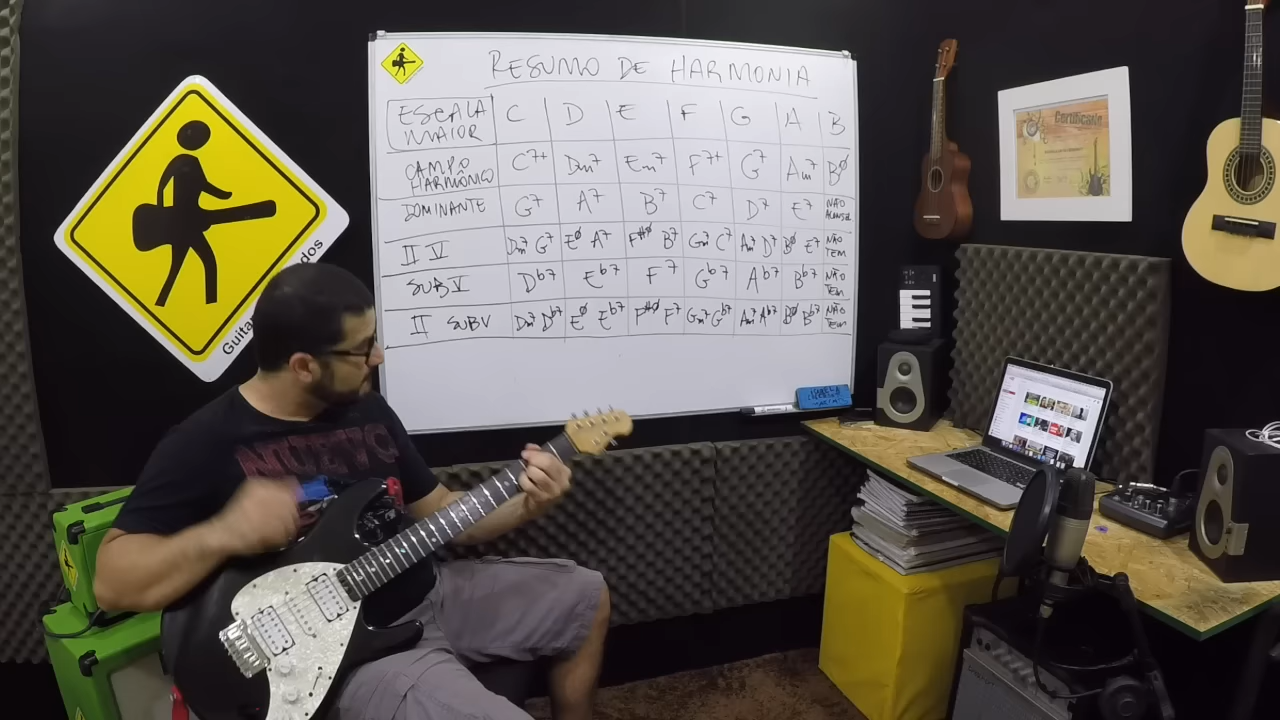 RESUMO DE HARMONIA
ESCALA MAIOR C D E F G A B
CAMPO HARMÔNICO C7+ Dm7 Em7 F7+ G7 Am7 BØ
DOMINANTE G7 A7 B7 C7 D7 E7 NÃO
II V Dm7 G7 EØ A7 F#Ø B7 Gm7 C7 Am7 D7 BØ E7 NÃO TEM
SUB V Db7 Eb7 F7 Gb7 Ab7 Bb7 NÃO TEM
II SUBV Dm7 Db7 EØ Eb7 F#Ø F7 Gm7 Gb7 Am7 Ab7 BØ Bb7 NÃO TEM
Certificado